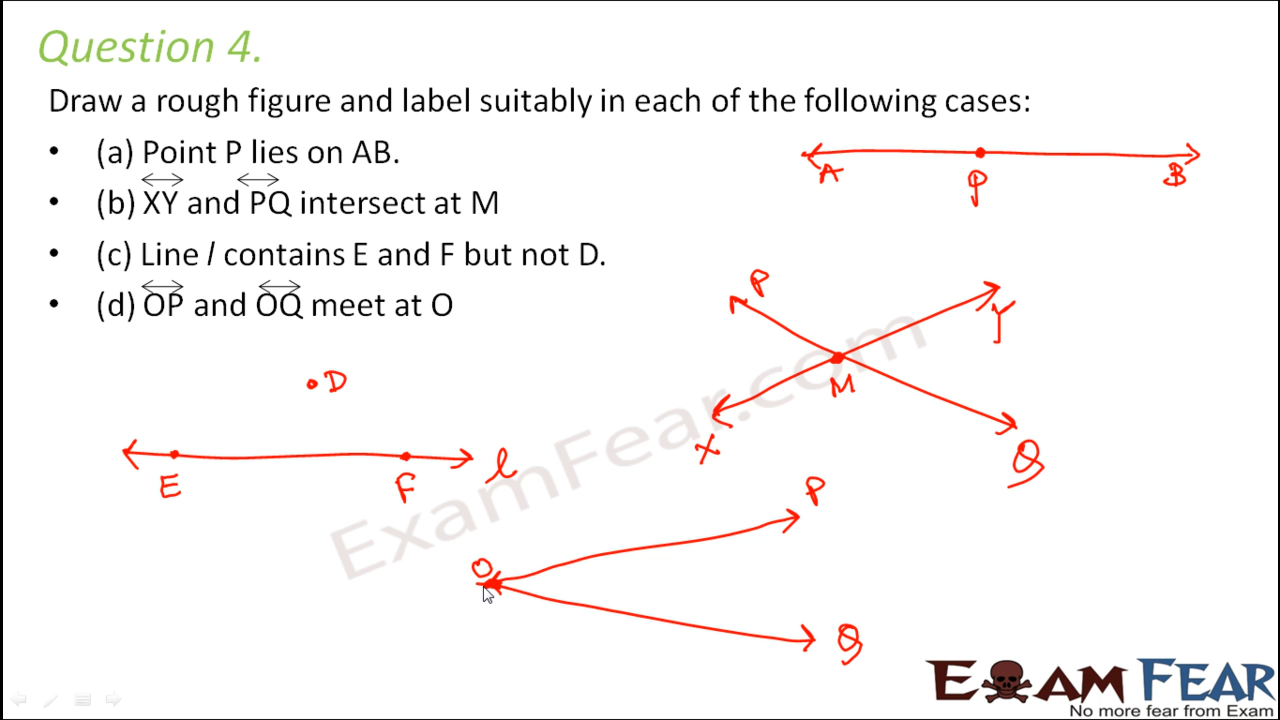 Question 4.
Draw a rough figure and label suitably in each of the following cases:
• (a) Point P lies on AB.
• (b) XY and PQ intersect at M
• (c) Line l contains E and F but not D.
• (d) OP and OQ meet at O
A P B
P Y
M
X Q
D
E F l
P
O
Q
ExamFear.com
EXAM FEAR
No more fear from Exam